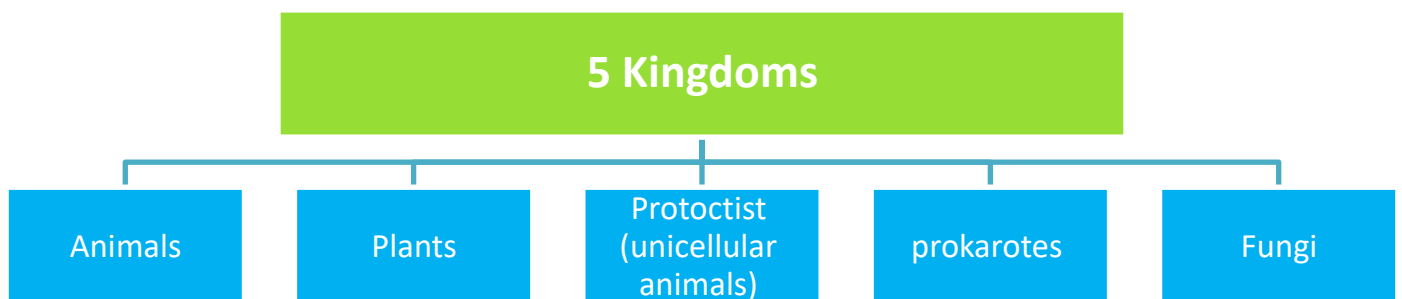 5 Kingdoms
Animals
Plants
Protoctist
(unicellular
animals)
prokarotes
Fungi